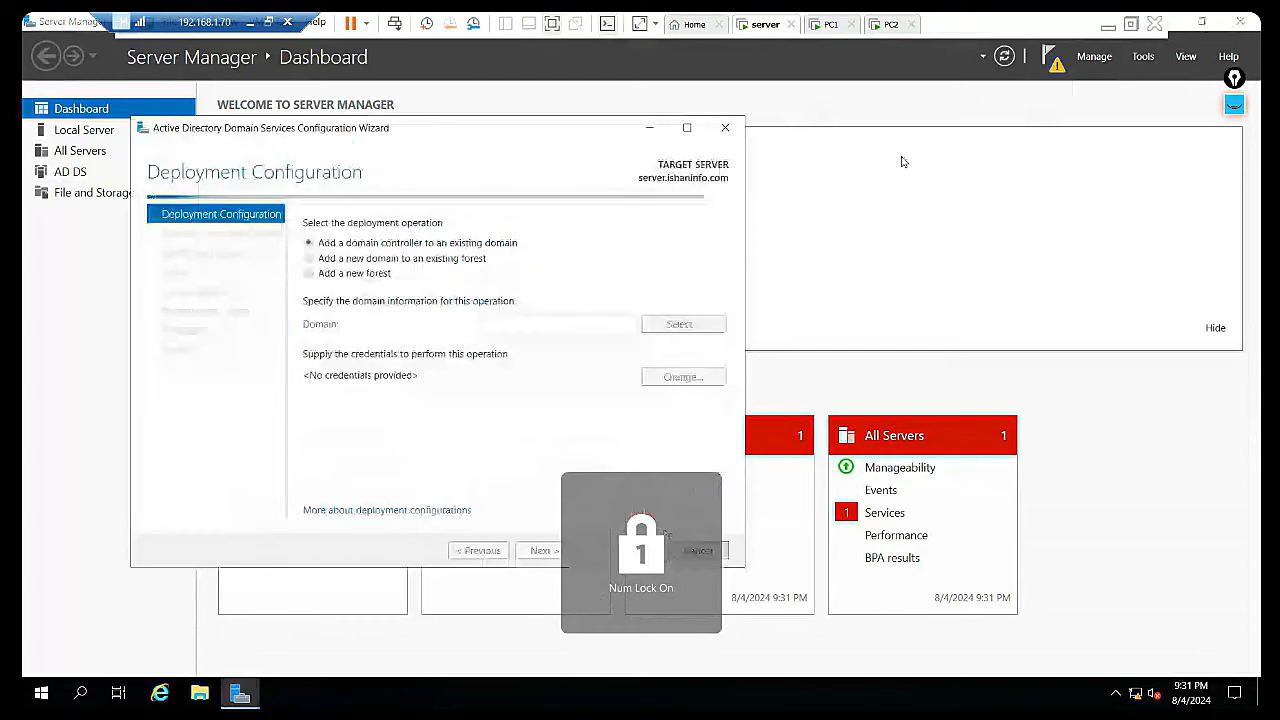 Server Manag
192.168.1.70
lp
Home
server
PC1
PC2
Server Manager
Dashboard
Manage
Tools
View
Help
Dashboard
Local Server
All Servers
AD DS
File and Storage
WELCOME TO SERVER MANAGER
Active Directory Domain Services Configuration Wizard
Deployment Configuration
TARGET SERVER
server.ishaninfo.com
Deployment Configuration
Select the deployment operation
Add a domain controller to an existing domain
Add a new domain to an existing forest
Add a new forest
Specify the domain information for this operation
Domain:
Select
Supply the credentials to perform this operation
<No credentials provided>
Change...
More about deployment configurations
< Previous
Next >
Cancel
Hide
1
8/4/2024 9:31 PM
All Servers
1
Manageability
Events
1
Services
Performance
BPA results
8/4/2024 9:31 PM
1
Num Lock On
9:31 PM
8/4/2024